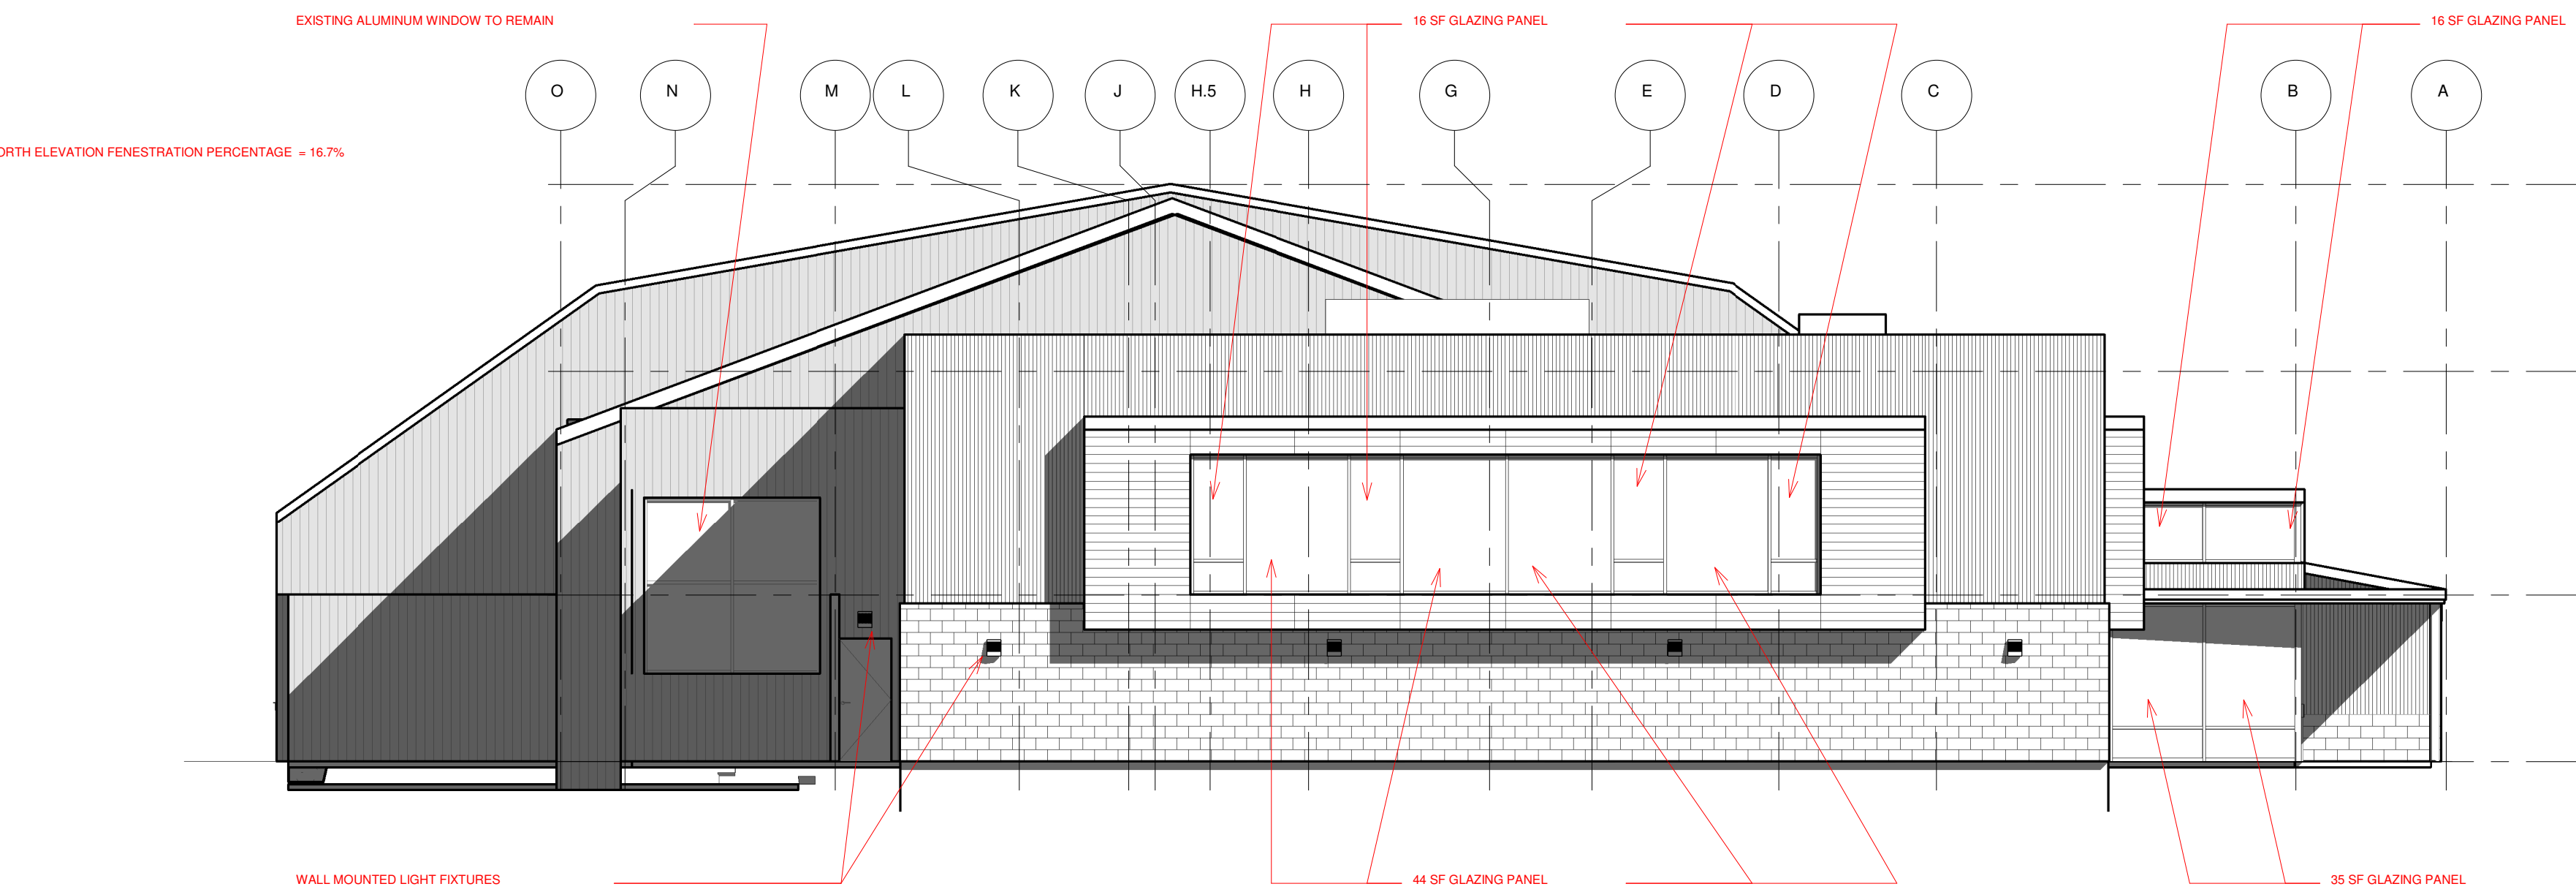 EXISTING ALUMINUM WINDOW TO REMAIN
16 SF GLAZING PANEL
16 SF GLAZING PANEL
O
N
M
L
K
J
H.5
H
G
E
D
C
B
A
ELEVATION FENESTRATION PERCENTAGE = 16.7%
WALL MOUNTED LIGHT FIXTURES
44 SF GLAZING PANEL
35 SF GLAZING PANEL